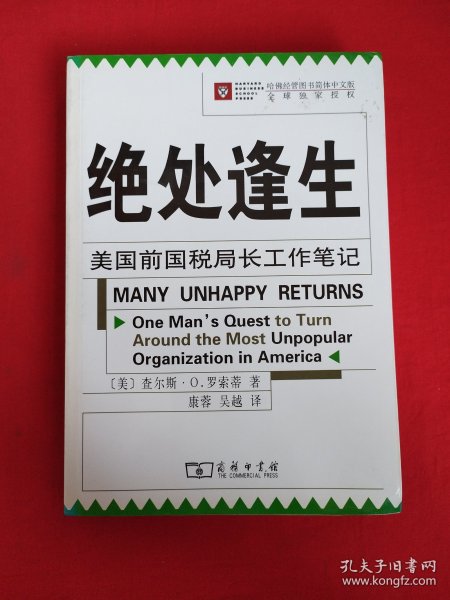 HARVARD
BUSINESS
SCHOOL
PRESS
哈佛经管图书简体中文版
全球独家授权
绝处逢生
美国前国税局长工作笔记
MANY UNHAPPY RETURNS
One Man's Quest to Turn
Around the Most Unpopular
Organization in America
〔美〕查尔斯·O.罗索蒂 著
康蓉 吴越 译
商务印书馆
THE COMMERCIAL PRESS
孔夫子旧书网
www.kongfz.com